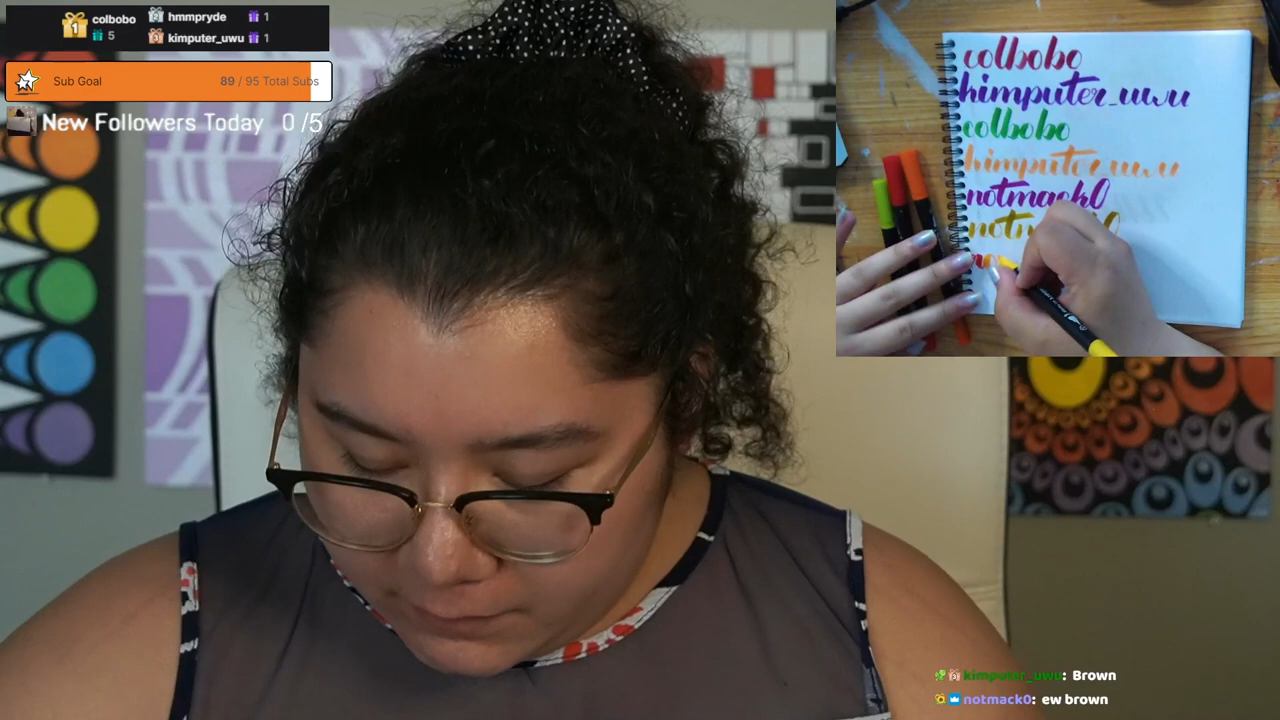 colbobo
5
hmmpryde 1
kimputer_uwu 1
1
Sub Goal 89 / 95 Total Subs
New Followers Today 0 /5
colbobo
kimputer_uwu
colbobo
kimputer_uwu
notmack0
kimputer_uwu: Brown
notmack0: ew brown